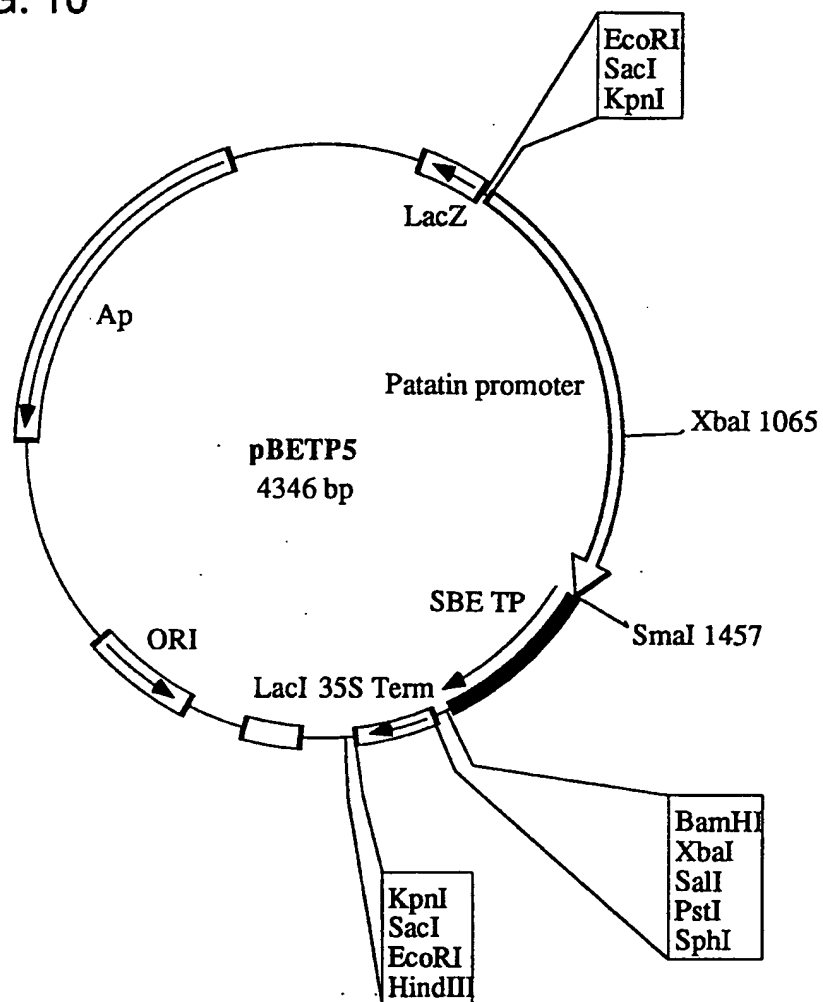 G. 10
EcoRI
SacI
KpnI
LacZ
Ap
Patatin promoter
XbaI 1065
pBETP5
4346 bp
SBE TP
SmaI 1457
ORI
LacI 35S Term
BamHI
XbaI
SalI
PstI
SphI
KpnI
SacI
EcoRI
HindIII